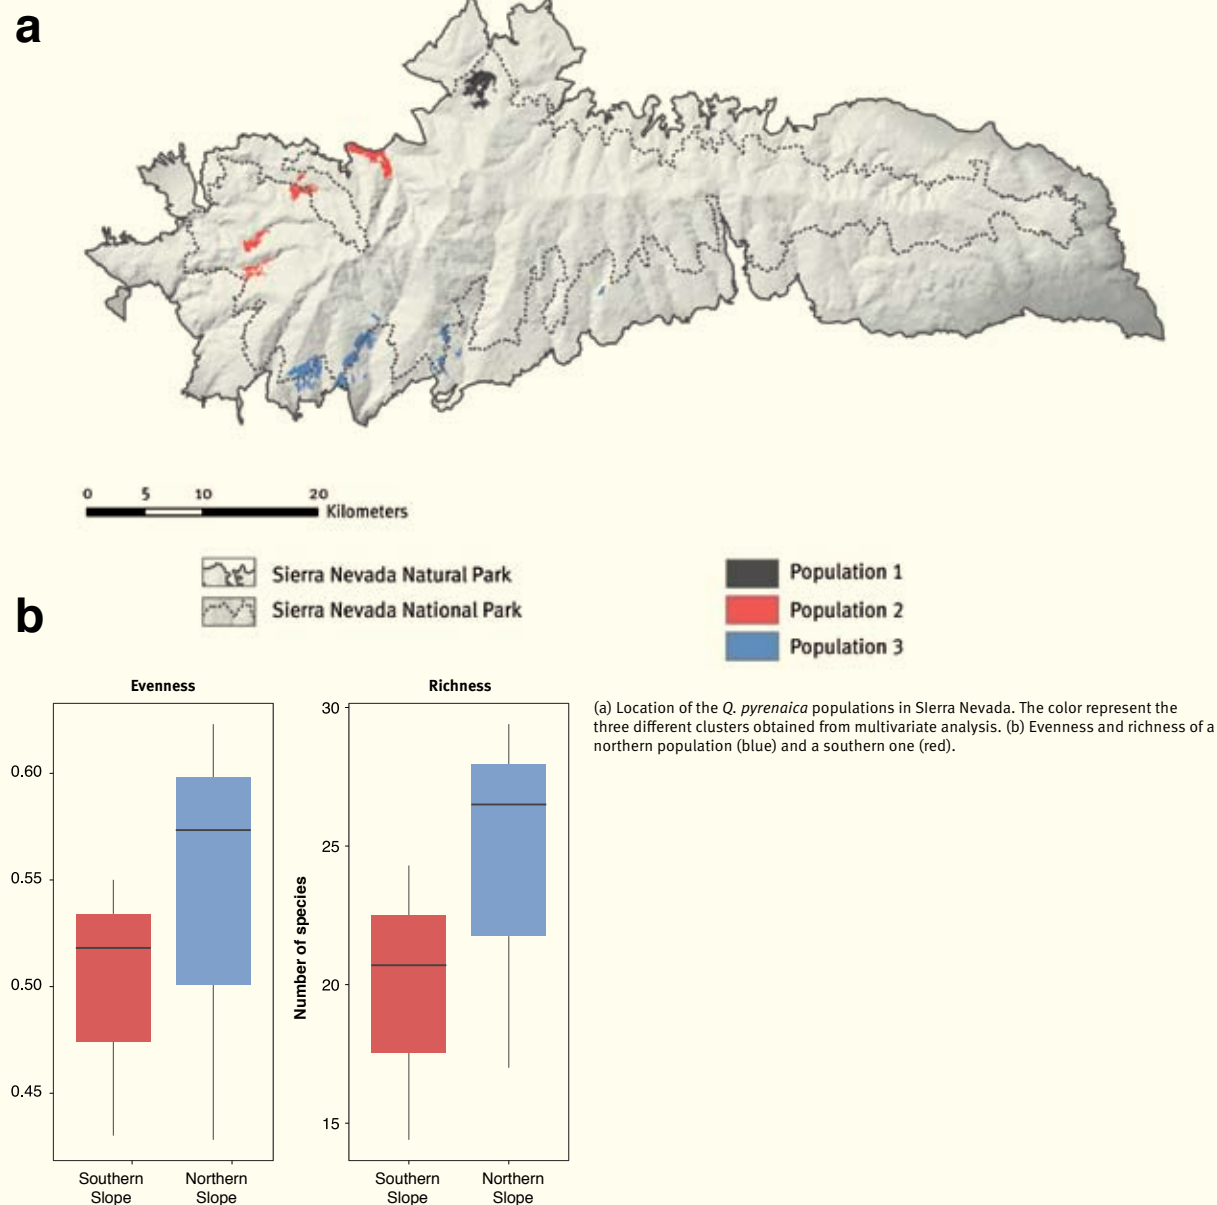 a
0 5 10 20
Kilometers
Sierra Nevada Natural Park
Sierra Nevada National Park
Population 1
Population 2
Population 3
b
Evenness
0.60
0.55
0.50
0.45
Southern
Slope
Northern
Slope
Richness
Number of species
30
25
20
15
Southern
Slope
Northern
Slope
(a) Location of the Q. pyrenaica populations in SIerra Nevada. The color represent the
three different clusters obtained from multivariate analysis. (b) Evenness and richness of a
northern population (blue) and a southern one (red).